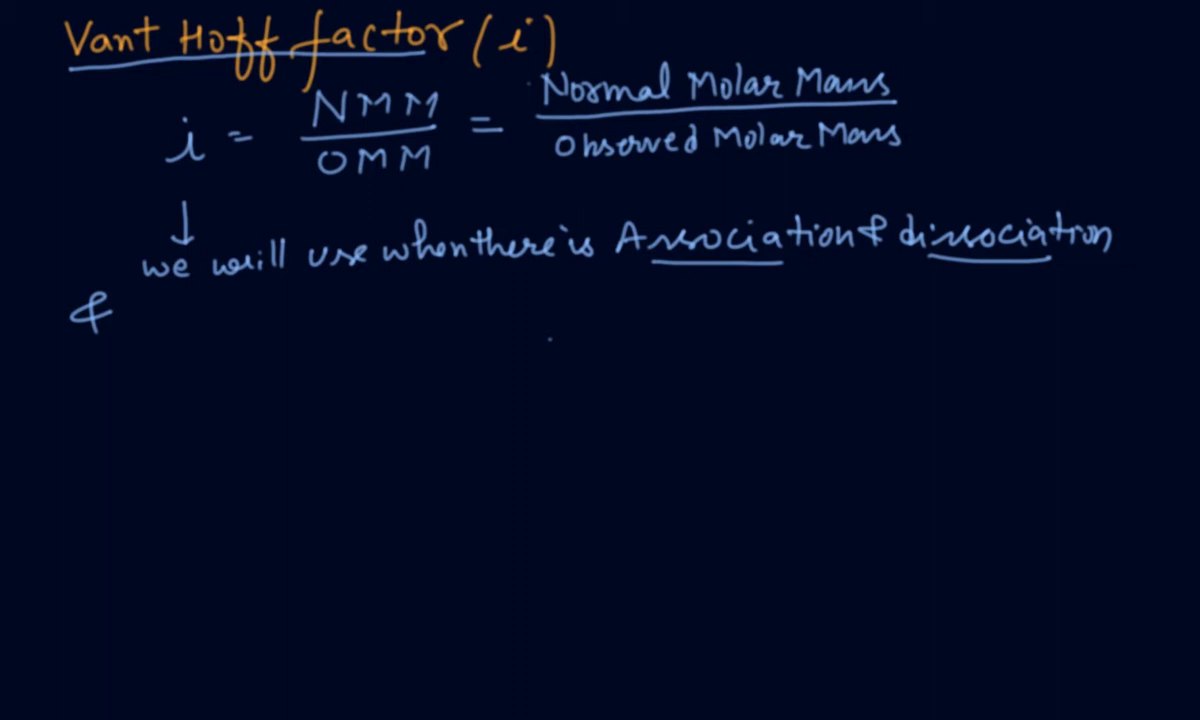 Vant Hoff factor (i)
i = NMM / OMM = Normal Molar Mass / Observed Molar Mass
↓
we will use when there is Association & dissociation
&